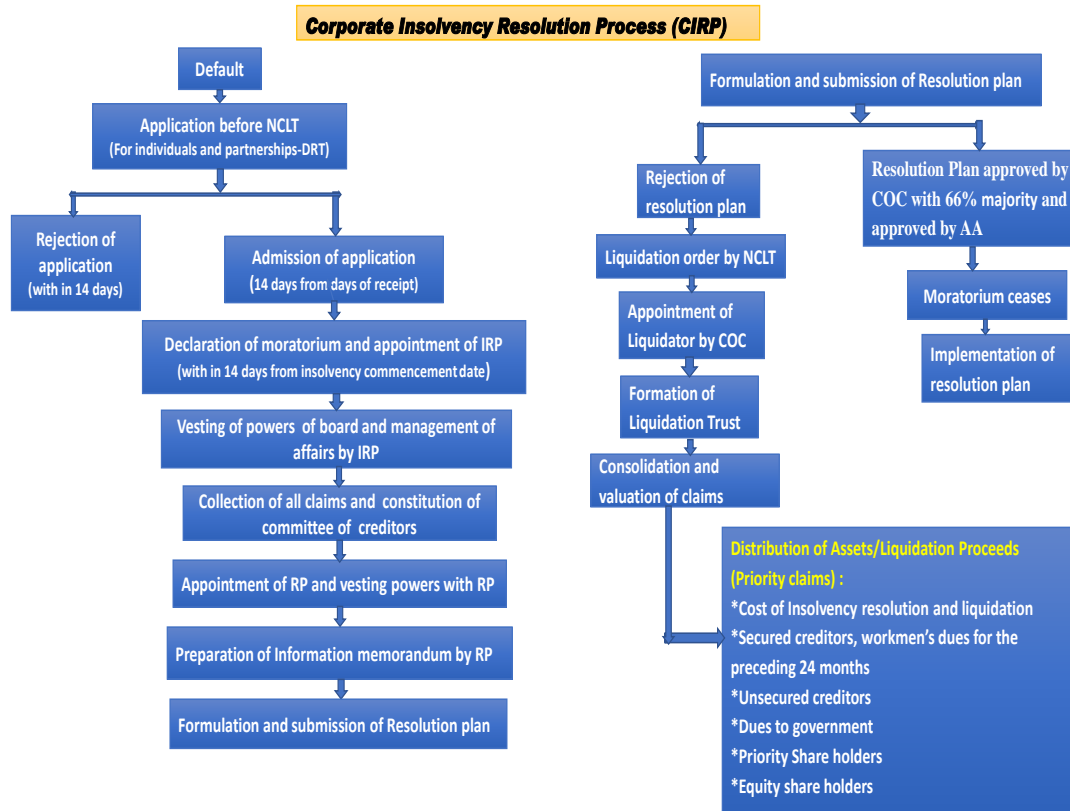 Corporate Insolvency Resolution Process (CIRP)
Default
Application before NCLT
(For individuals and partnerships-DRT)
Rejection of
application
(with in 14 days)
Admission of application
(14 days from days of receipt)
Declaration of moratorium and appointment of IRP
(with in 14 days from insolvency commencement date)
Vesting of powers of board and management of
affairs by IRP
Collection of all claims and constitution of
committee of creditors
Appointment of RP and vesting powers with RP
Preparation of Information memorandum by RP
Formulation and submission of Resolution plan
Formulation and submission of Resolution plan
Rejection of
resolution plan
Liquidation order by NCLT
Appointment of
Liquidator by COC
Formation of
Liquidation Trust
Consolidation and
valuation of claims
Resolution Plan approved by
COC with 66% majority and
approved by AA
Moratorium ceases
Implementation of
resolution plan
Distribution of Assets/Liquidation Proceeds
(Priority claims) :
*Cost of Insolvency resolution and liquidation
*Secured creditors, workmen's dues for the
preceding 24 months
*Unsecured creditors
*Dues to government
*Priority Share holders
*Equity share holders